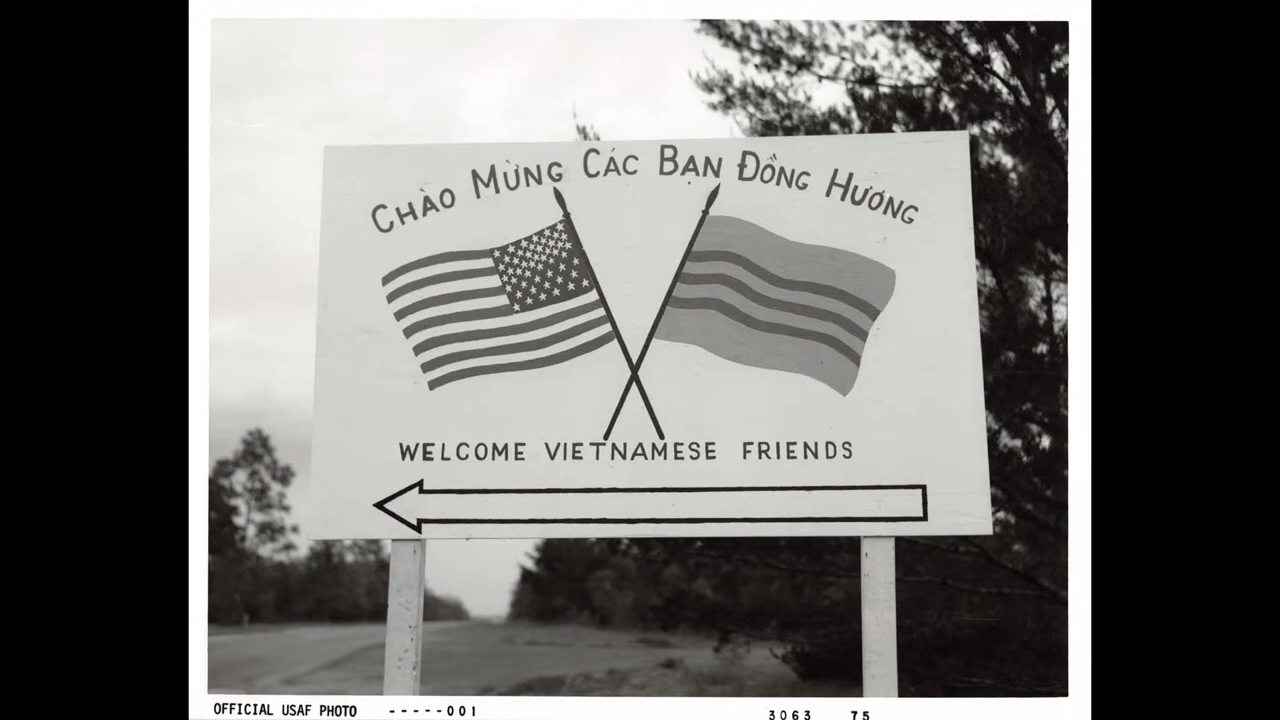 CHÀO MỪNG CÁC BẠN ĐỒNG HƯƠNG
WELCOME VIETNAMESE FRIENDS
OFFICIAL USAF PHOTO -----001 3063 75